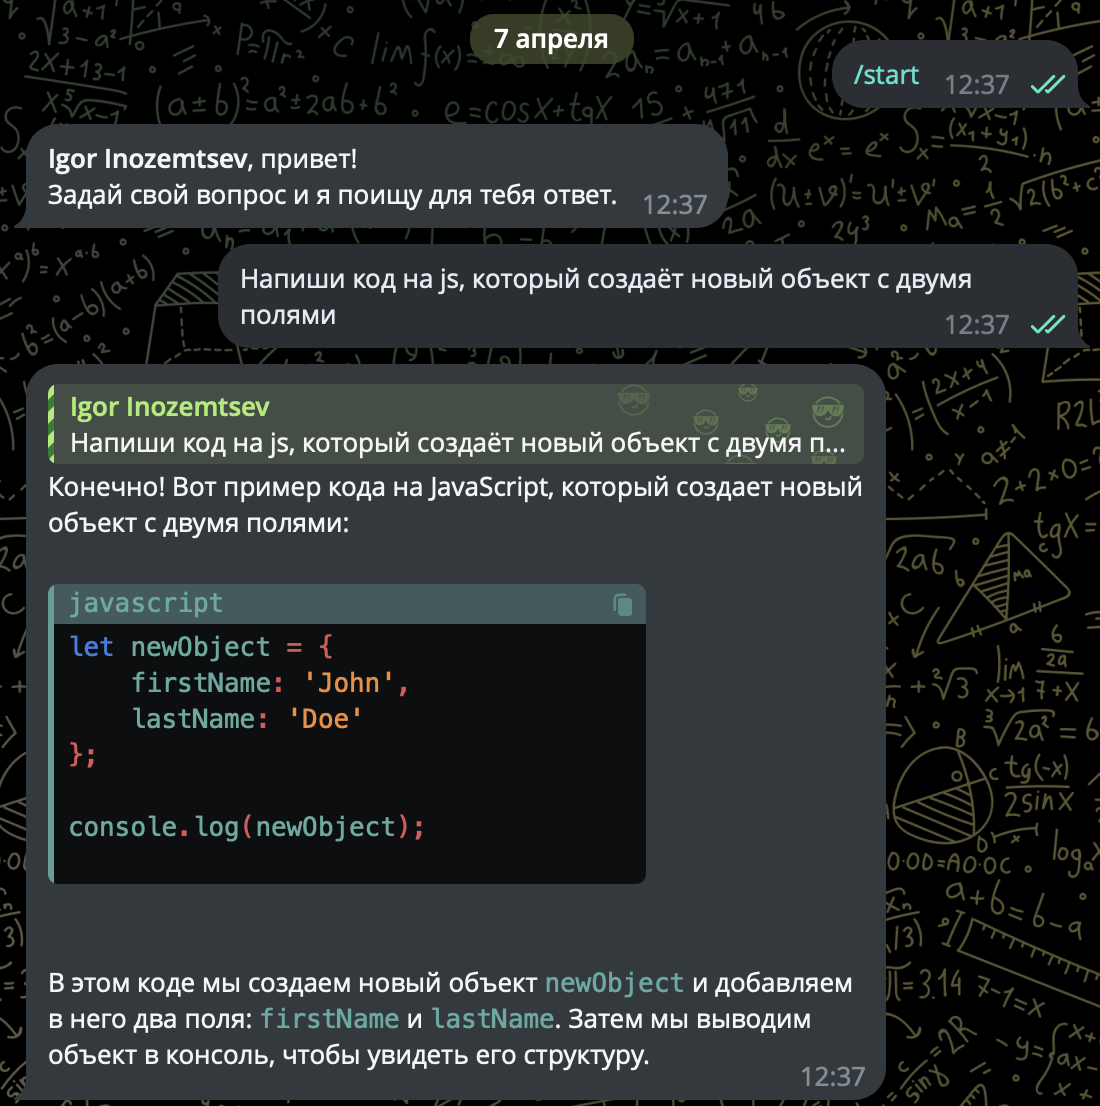 7 апреля
/start 12:37
Igor Inozemtsev, привет!
Задай свой вопрос и я поищу для тебя ответ. 12:37
Напиши код на js, который создаёт новый объект с двумя
полями 12:37
Igor Inozemtsev
Напиши код на js, который создаёт новый объект с двумя п...
Конечно! Вот пример кода на JavaScript, который создает новый
объект с двумя полями:
javascript
let newObject = {
    firstName: 'John',
    lastName: 'Doe'
};
console.log(newObject);
В этом коде мы создаем новый объект newObject и добавляем
в него два поля: firstName и lastName. Затем мы выводим
объект в консоль, чтобы увидеть его структуру.
12:37